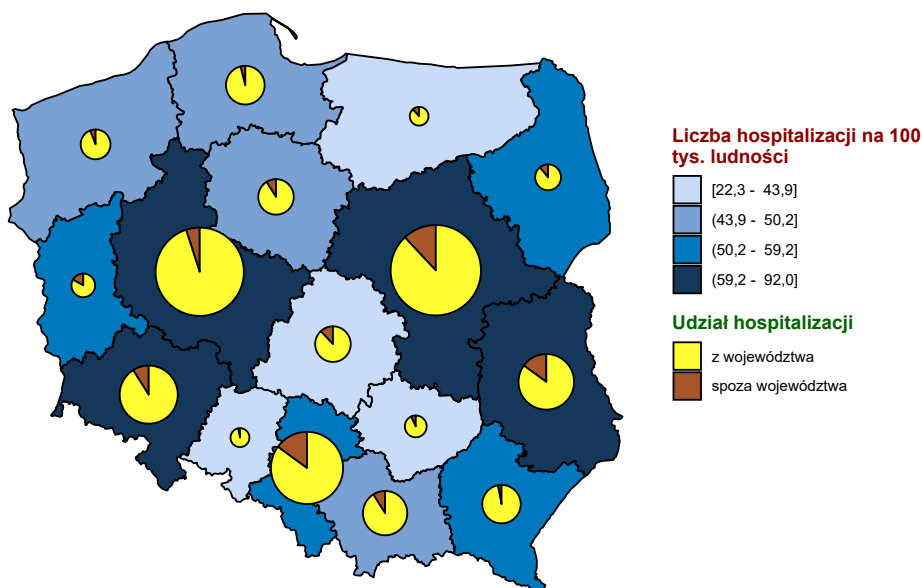 Liczba hospitalizacji na 100
tys. ludności
[22,3 - 43,9]
(43,9 - 50,2]
(50,2 - 59,2]
(59,2 - 92,0]
Udział hospitalizacji
z województwa
spoza województwa